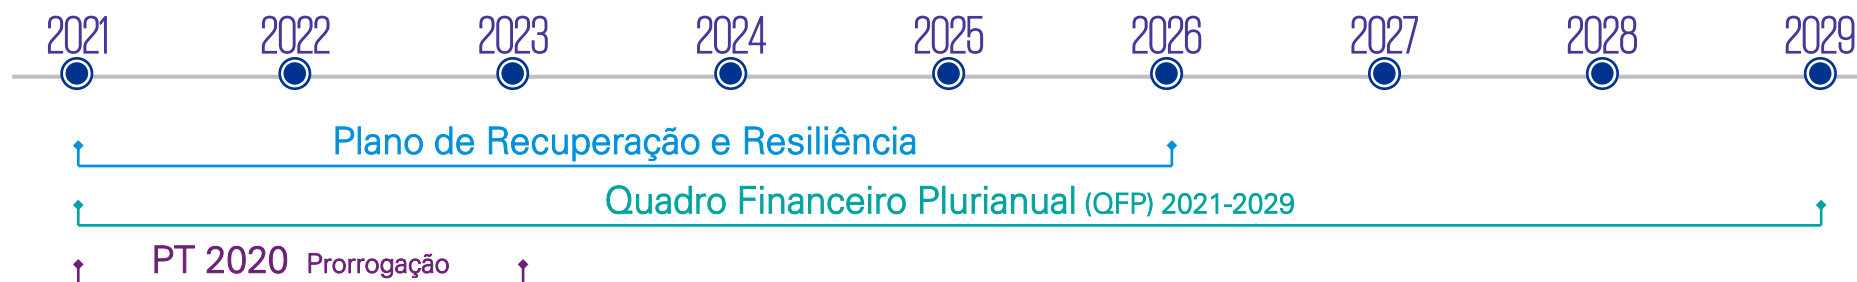 2021 2022 2023 2024 2025 2026 2027 2028 2029
Plano de Recuperação e Resiliência
Quadro Financeiro Plurianual (QFP) 2021-2029
PT 2020 Prorrogação